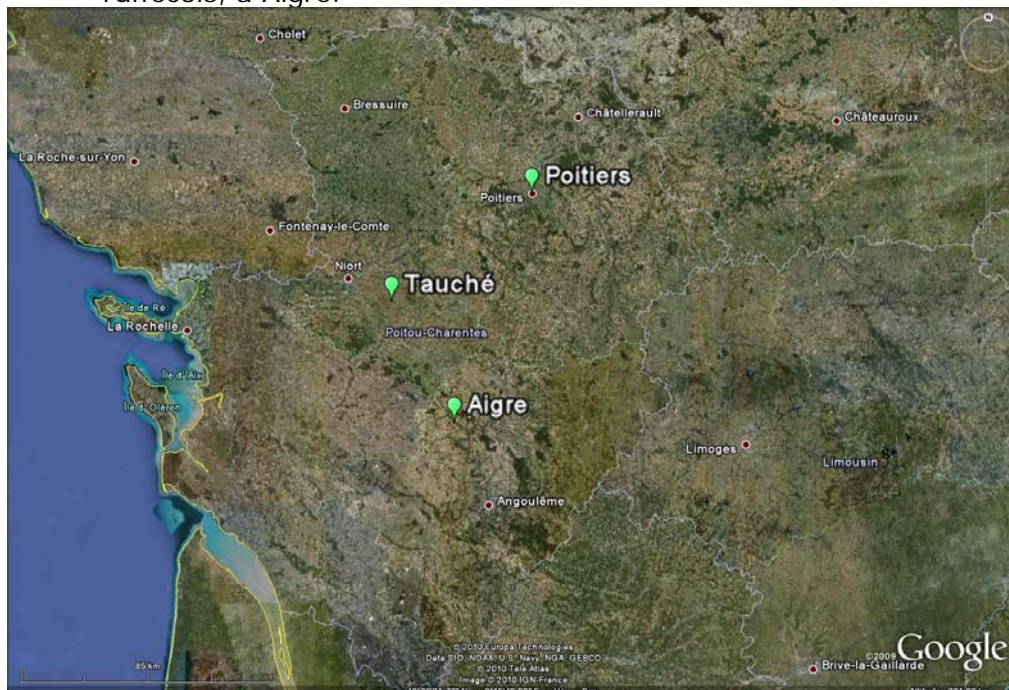 à Aigre.
N
Cholet
Bressuire
Châtellerault
Châteauroux
La Roche-sur-Yon
Poitiers
Poitiers
Fontenay-le-Comte
Niort
Tauché
Île de Ré
La Rochelle
Poitou-Charentes
Île d'Aix
Île d'Oléron
Aigre
Limoges
Limousin
Angoulême
© 2010 Europa Technologies
Data SIO, NOAA, U.S. Navy, NGA, GEBCO
© 2010 Tele Atlas
Image © 2010 IGN-France
©2009 Google
85 km
Brive-la-Gaillarde